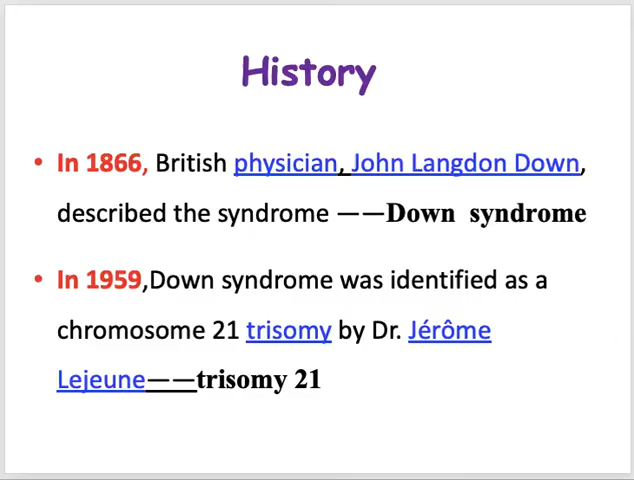 History
• In 1866, British physician, John Langdon Down,
described the syndrome ——Down syndrome
• In 1959,Down syndrome was identified as a
chromosome 21 trisomy by Dr. Jérôme
Lejeune——trisomy 21